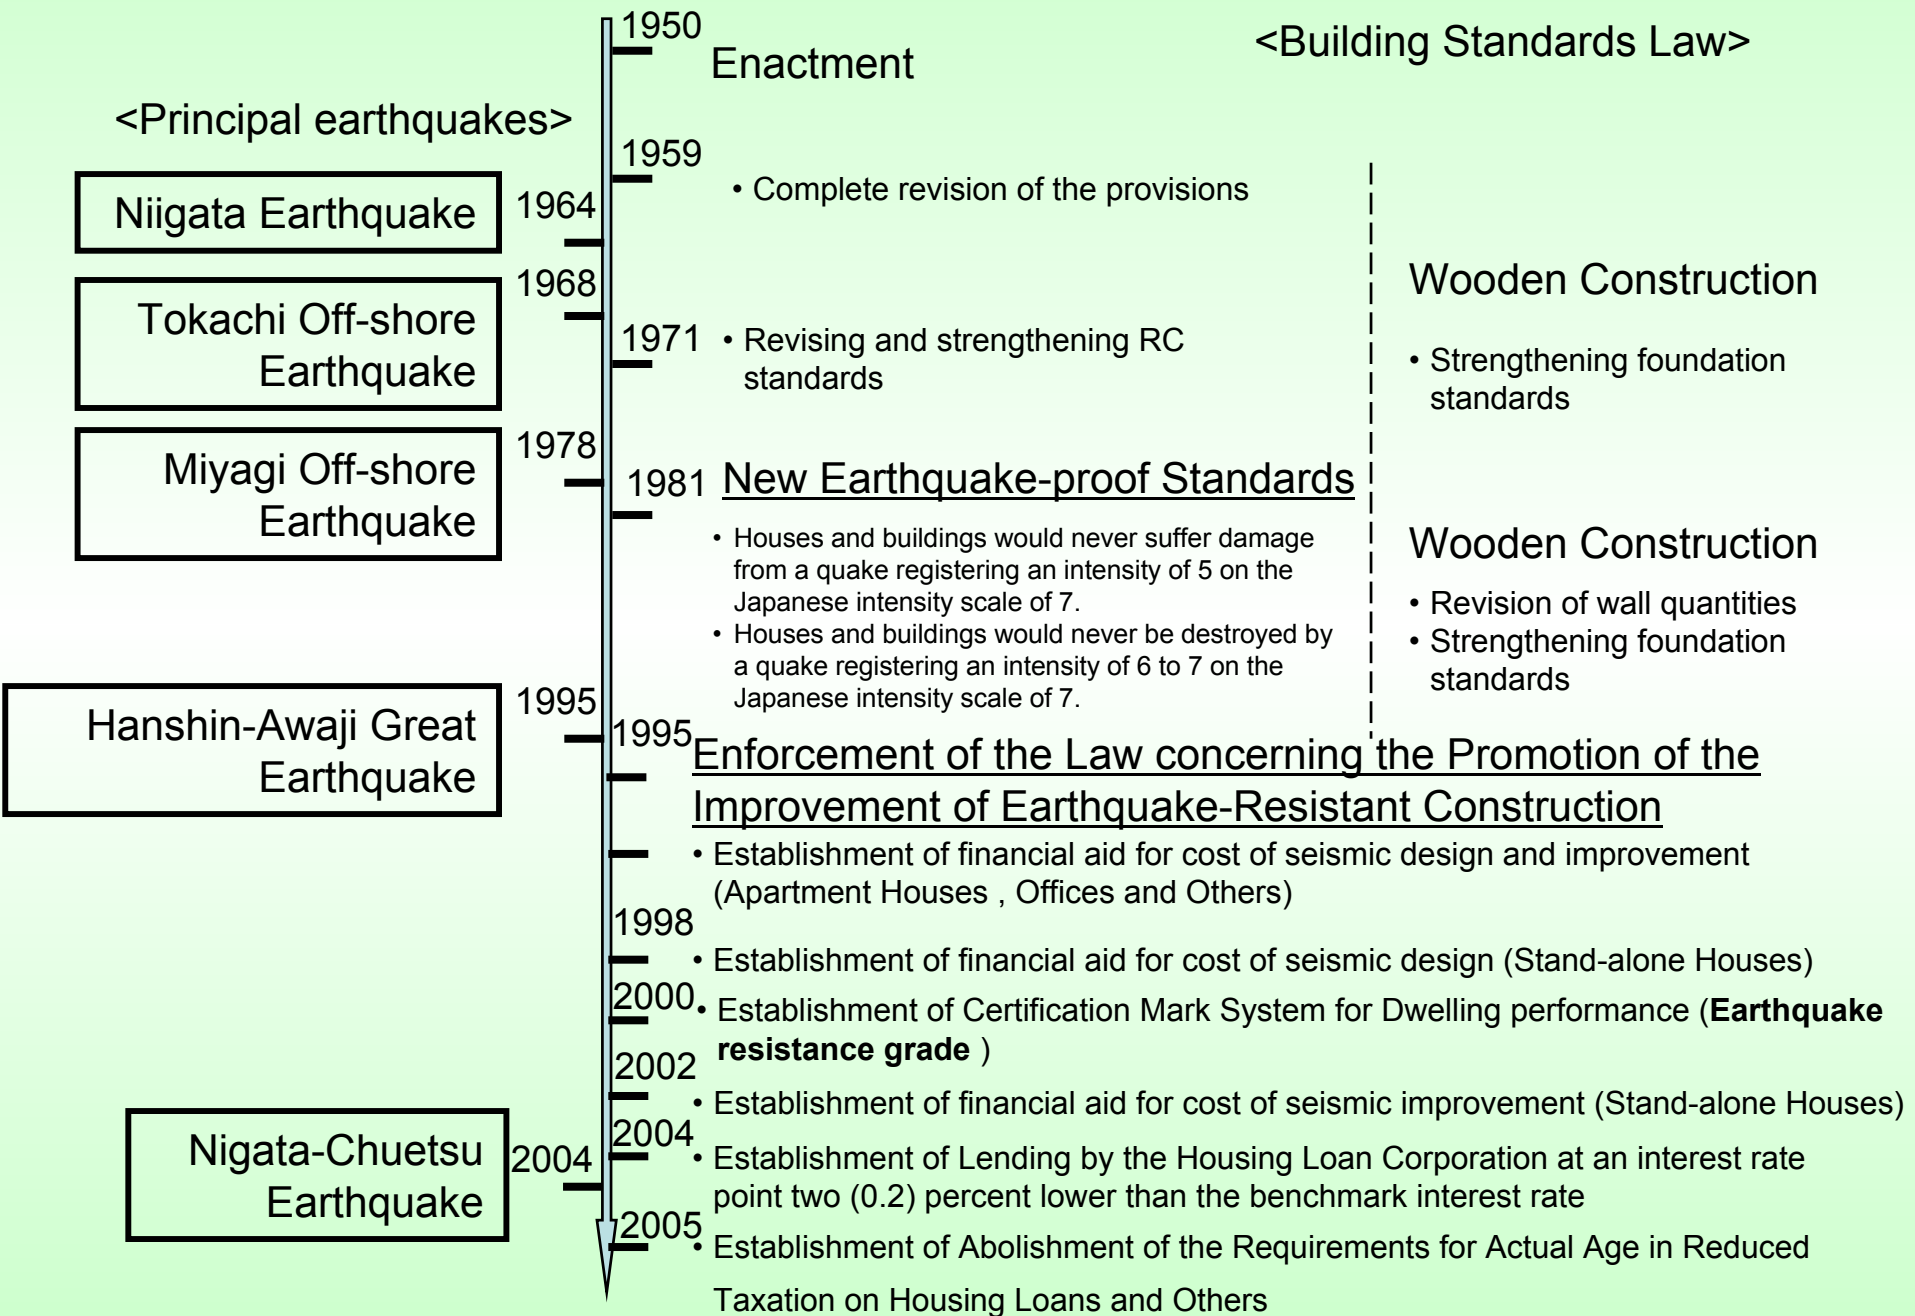 1950
Enactment
<Building Standards Law>
<Principal earthquakes>
1959
• Complete revision of the provisions
Niigata Earthquake
1964
Tokachi Off-shore
Earthquake
1968
Wooden Construction
1971
• Revising and strengthening RC
standards
• Strengthening foundation
standards
Miyagi Off-shore
Earthquake
1978
1981
New Earthquake-proof Standards
• Houses and buildings would never suffer damage
from a quake registering an intensity of 5 on the
Japanese intensity scale of 7.
• Houses and buildings would never be destroyed by
a quake registering an intensity of 6 to 7 on the
Japanese intensity scale of 7.
Wooden Construction
• Revision of wall quantities
• Strengthening foundation
standards
Hanshin-Awaji Great
Earthquake
1995
1995
Enforcement of the Law concerning the Promotion of the
Improvement of Earthquake-Resistant Construction
• Establishment of financial aid for cost of seismic design and improvement
(Apartment Houses , Offices and Others)
1998
• Establishment of financial aid for cost of seismic design (Stand-alone Houses)
2000
• Establishment of Certification Mark System for Dwelling performance (Earthquake
resistance grade )
2002
• Establishment of financial aid for cost of seismic improvement (Stand-alone Houses)
Nigata-Chuetsu
Earthquake
2004
2004
• Establishment of Lending by the Housing Loan Corporation at an interest rate
point two (0.2) percent lower than the benchmark interest rate
2005
• Establishment of Abolishment of the Requirements for Actual Age in Reduced
Taxation on Housing Loans and Others